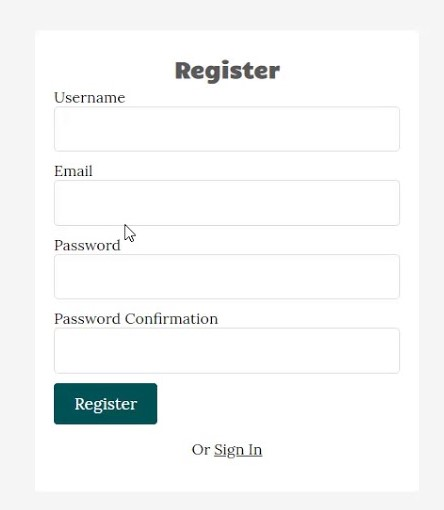 Register
Username
Email
Password
Password Confirmation
Register
Or Sign In